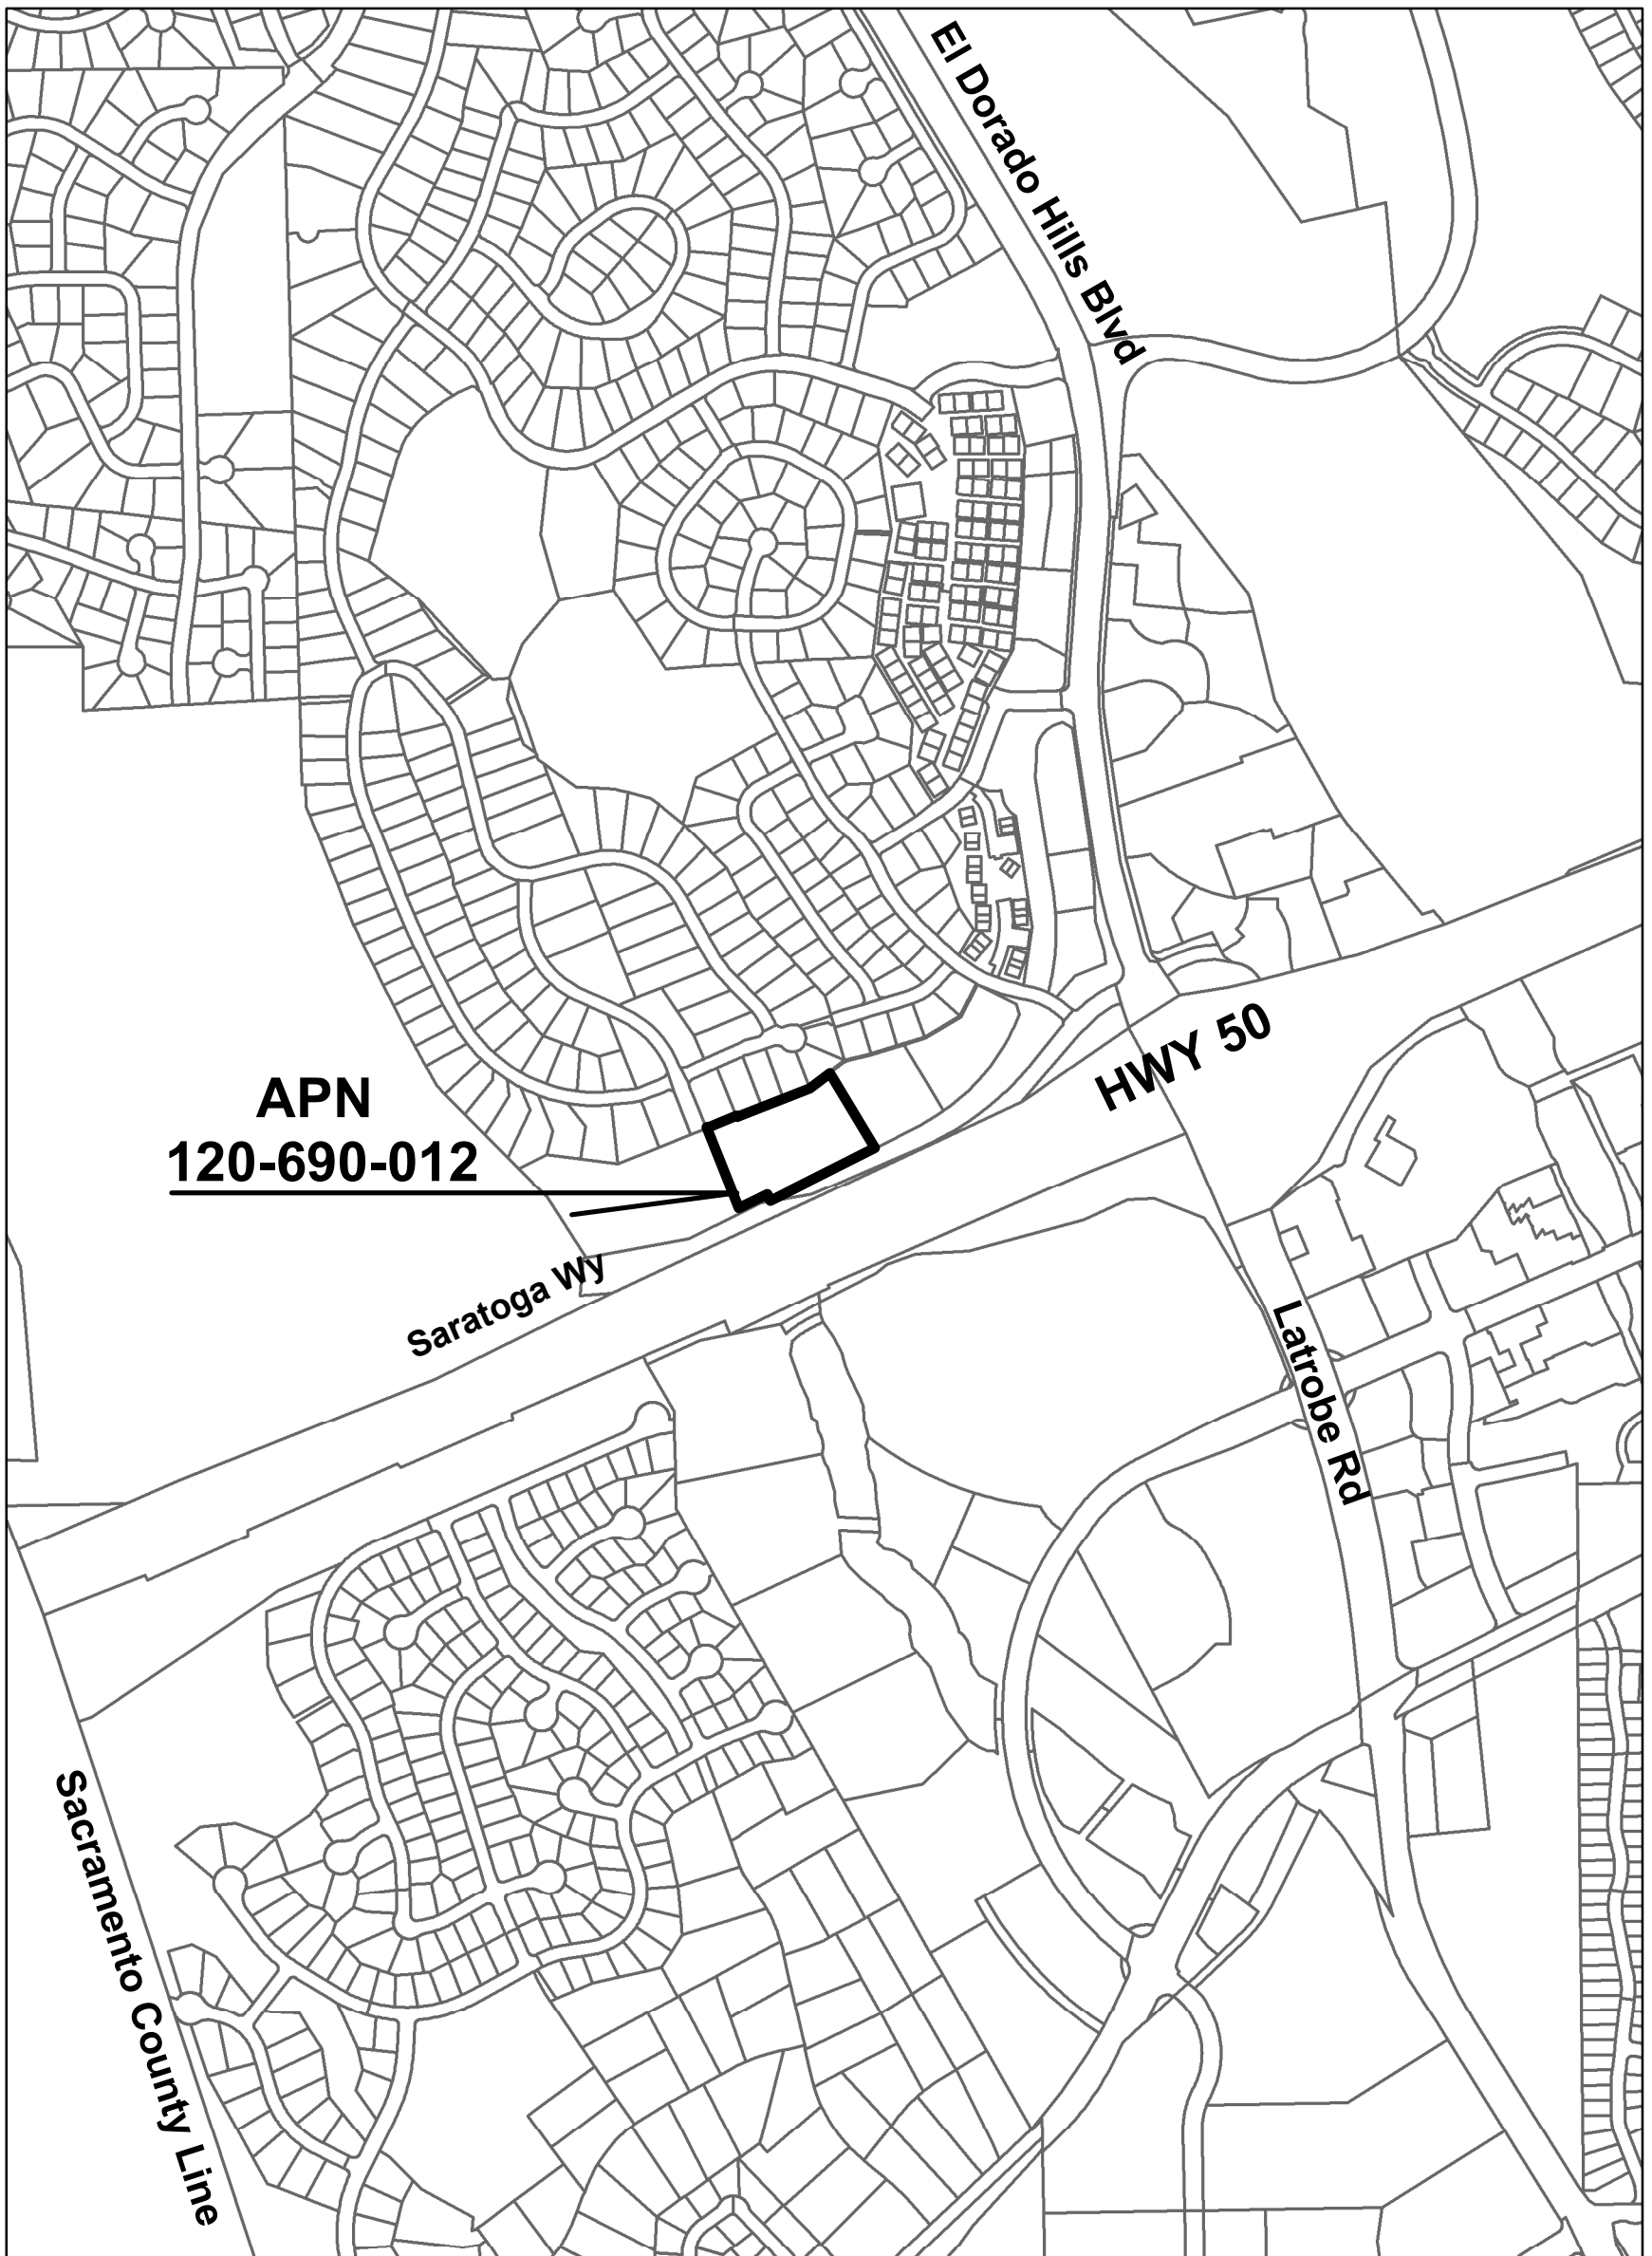 El Dorado Hills Blvd
HWY 50
APN
120-690-012
Saratoga Wy
Latrobe Rd
Sacramento County Line